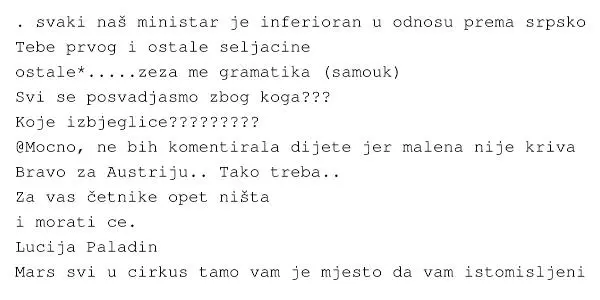 . svaki naš ministar je inferioran u odnosu prema srpsko
Tebe prvog i ostale seljacine
ostale*.....zeza me gramatika (samouk)
Svi se posvadjasmo zbog koga???
Koje izbjeglice?????????
@Mocno, ne bih komentirala dijete jer malena nije kriva
Bravo za Austriju.. Tako treba..
Za vas četnike opet ništa
i morati ce.
Lucija Paladin
Mars svi u cirkus tamo vam je mjesto da vam istomisljeni